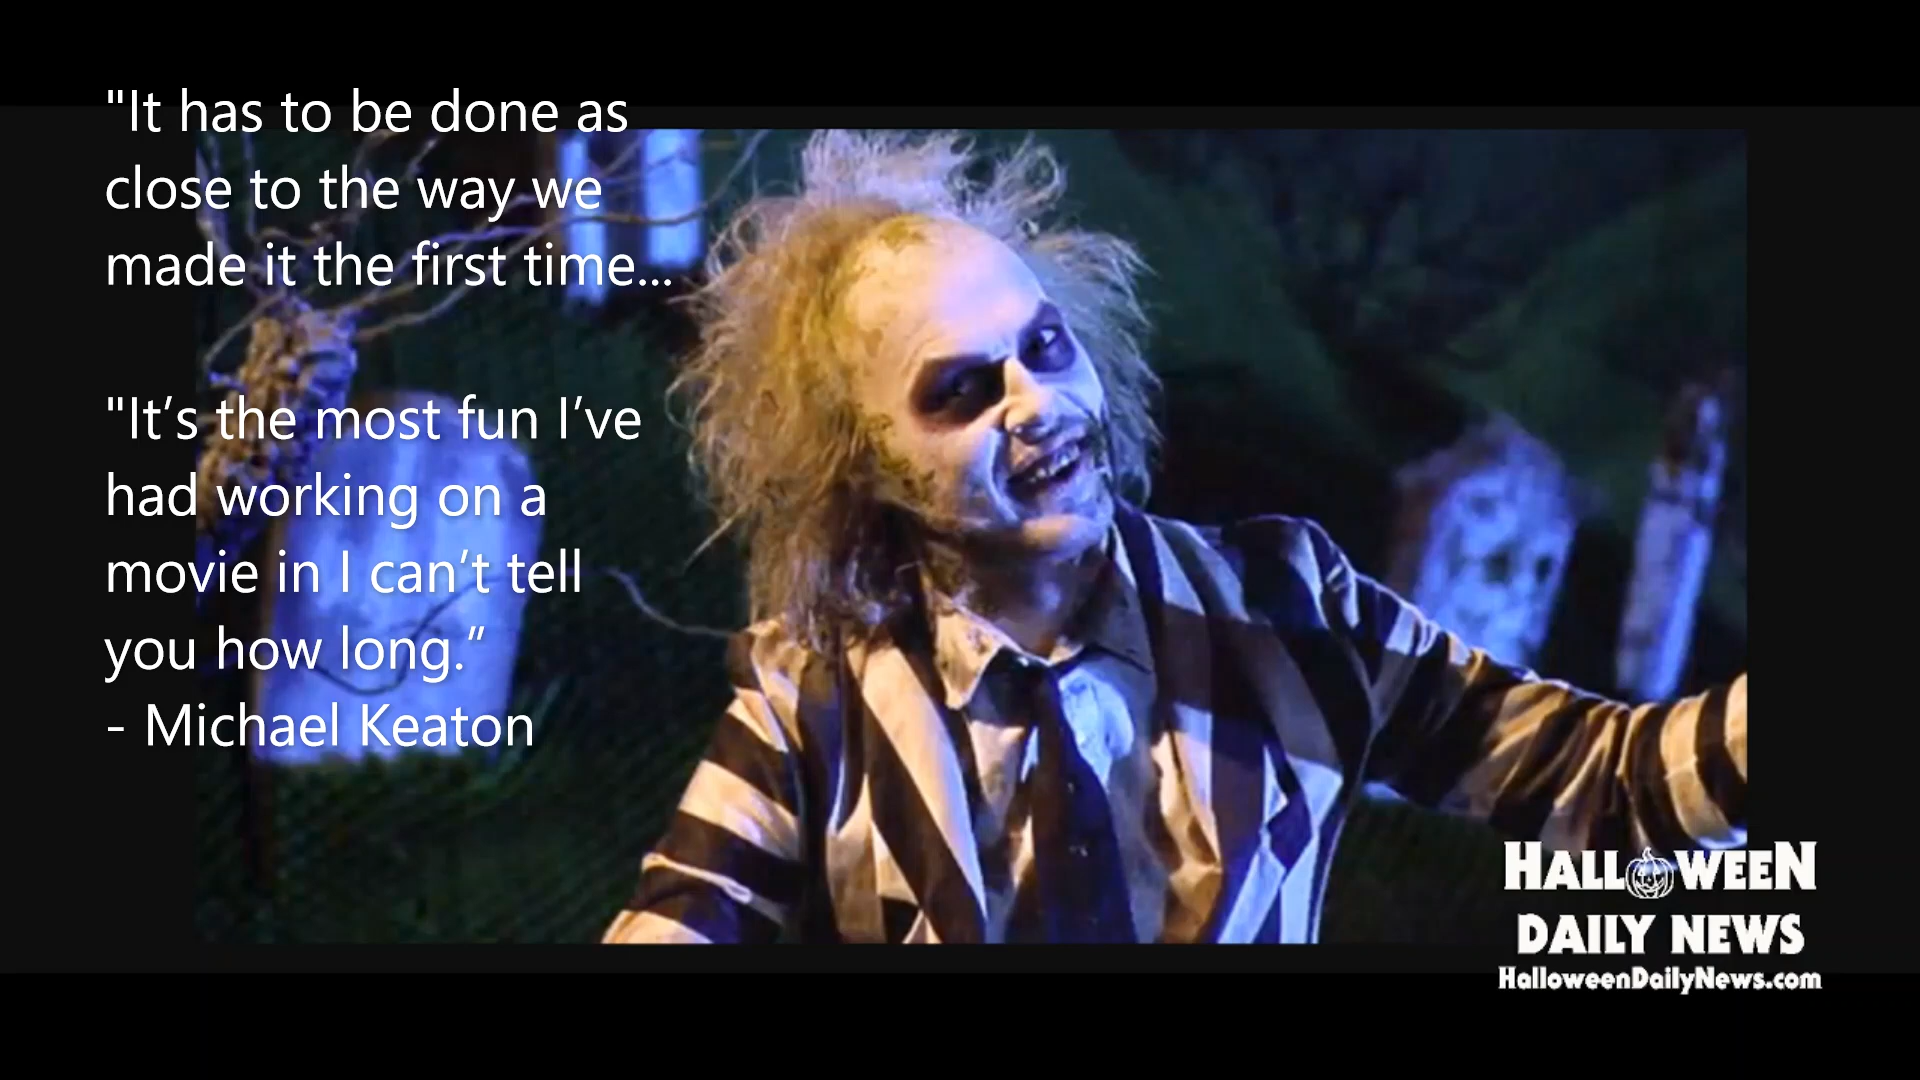 "It has to be done as
close to the way we
made it the first time...
"It’s the most fun I’ve
had working on a
movie in I can’t tell
you how long.”
- Michael Keaton
HALLOWEEN
DAILY NEWS
HalloweenDailyNews.com